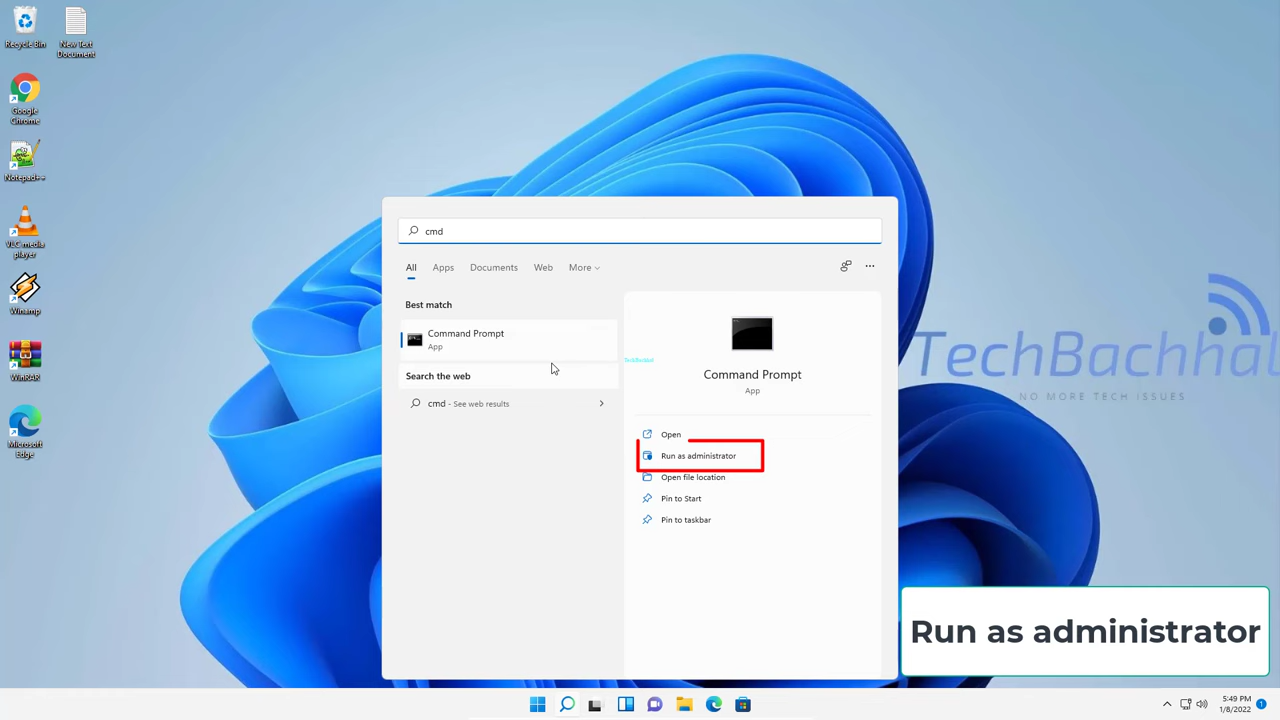 Recycle Bin
New Text
Document
Google
Chrome
Notepad++
VLC media
player
Winamp
WinRAR
Microsoft
Edge
cmd
All
Apps
Documents
Web
More
Best match
Command Prompt
App
Search the web
cmd - See web results
TechBachnal
Command Prompt
App
Open
Run as administrator
Open file location
Pin to Start
Pin to taskbar
TechBachnal
NO MORE TECH ISSUES
Run as administrator
5:49 PM
1/8/2022
1